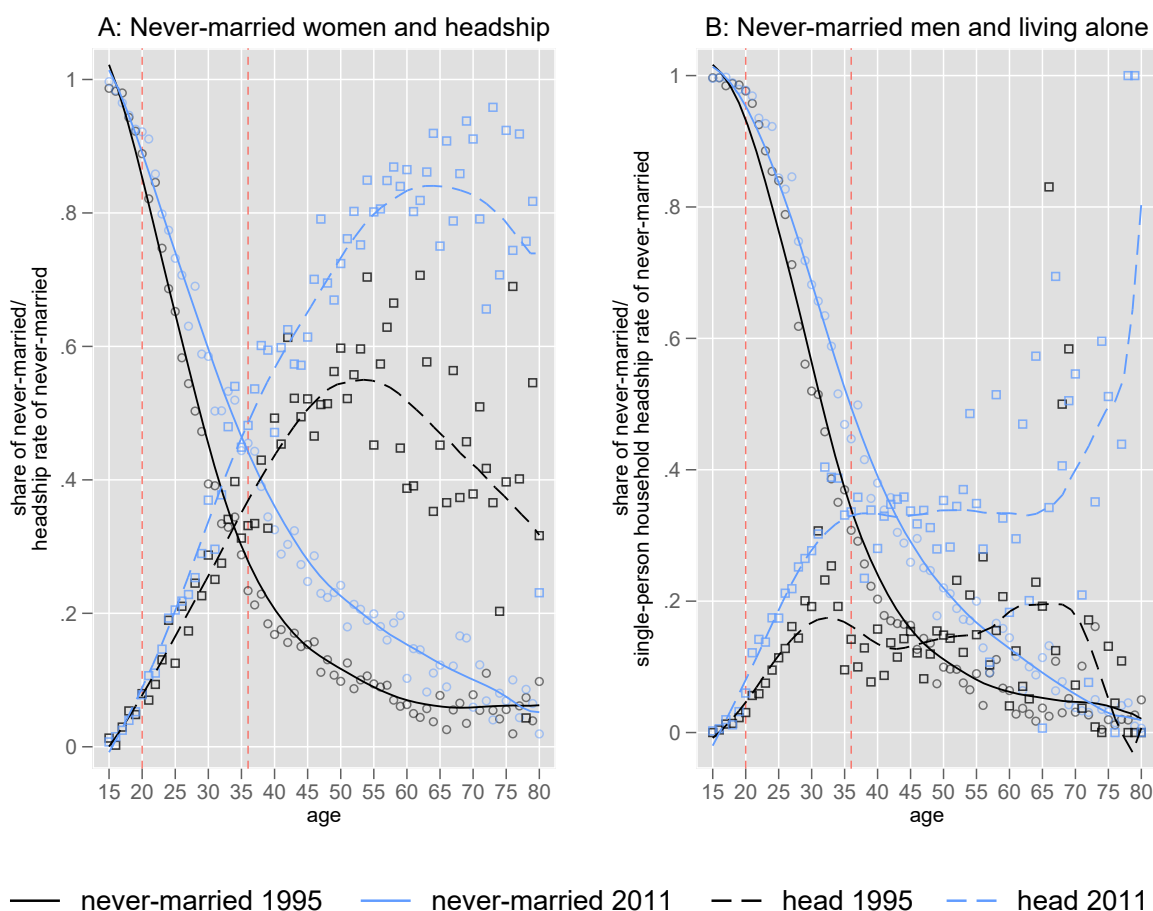 A: Never-married women and headship
share of never-married/
headship rate of never-married
1
.8
.6
.4
.2
0
15 20 25 30 35 40 45 50 55 60 65 70 75 80
age
B: Never-married men and living alone
share of never-married/
single-person household headship rate of never-married
1
.8
.6
.4
.2
0
15 20 25 30 35 40 45 50 55 60 65 70 75 80
age
never-married 1995 never-married 2011 head 1995 head 2011